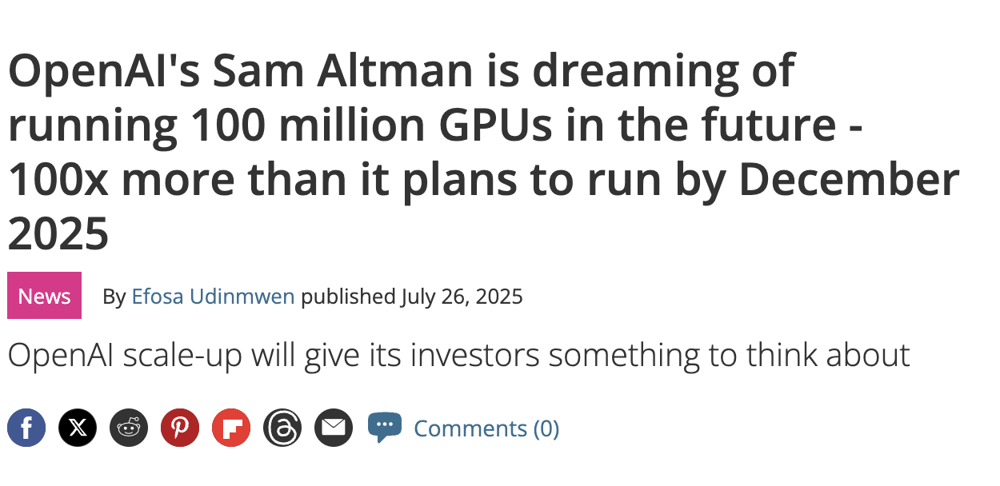 OpenAI's Sam Altman is dreaming of
running 100 million GPUs in the future -
100x more than it plans to run by December
2025
News By Efosa Udinmwen published July 26, 2025
OpenAI scale-up will give its investors something to think about
Comments (0)